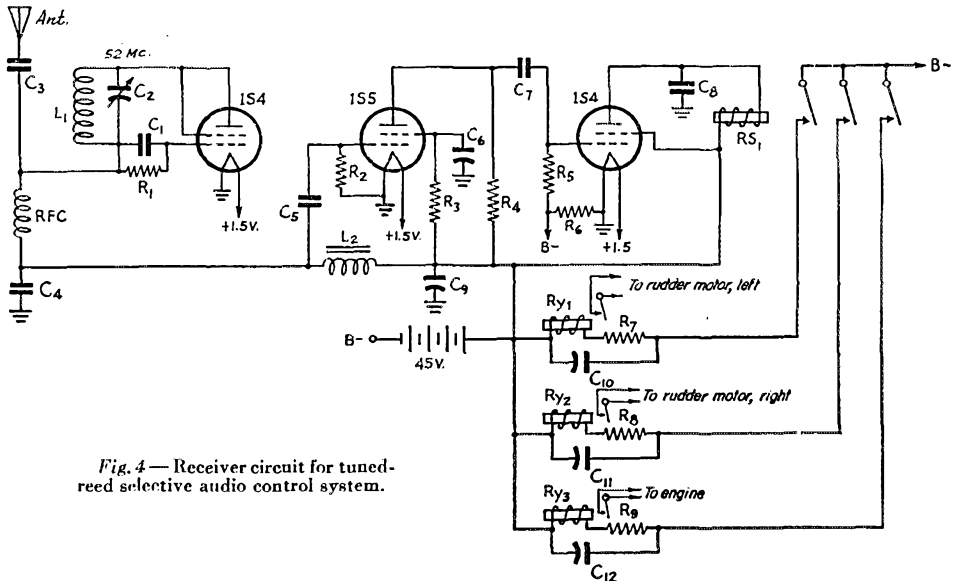 Ant.
52 MC.
C3
L1
C2
C1
R1
1S4
+1.5V.
RFC
C4
1S5
C5
R2
R3
C6
+1.5V.
L2
C9
R4
C7
1S4
R5
R6
B-
+1.5
C8
RS1
B-
B-
45V.
Ry1
To rudder motor, left
R7
C10
Ry2
To rudder motor, right
R8
C11
Ry3
To engine
R9
C12
Fig. 4 — Receiver circuit for tuned-
reed selective audio control system.